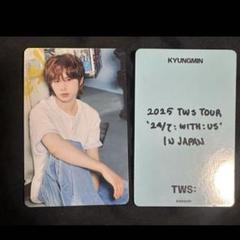 KYUNGMIN
2025 TWS TOUR
'24/7:WITH:US'
IN JAPAN
TWS: